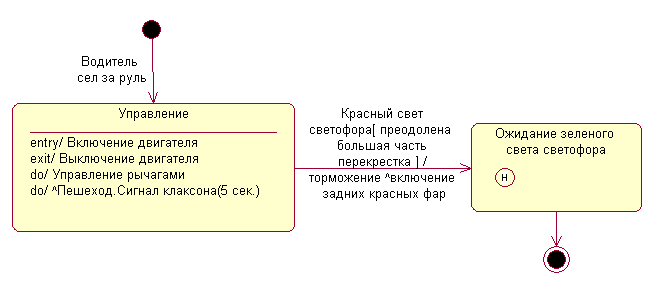 Водитель
сел за руль
Управление
entry/ Включение двигателя
exit/ Выключение двигателя
do/ Управление рычагами
do/ ^Пешеход.Сигнал клаксона(5 сек.)
Красный свет
светофора[ преодолена
большая часть
перекрестка ] /
торможение ^включение
задних красных фар
Ожидание зеленого
света светофора
H